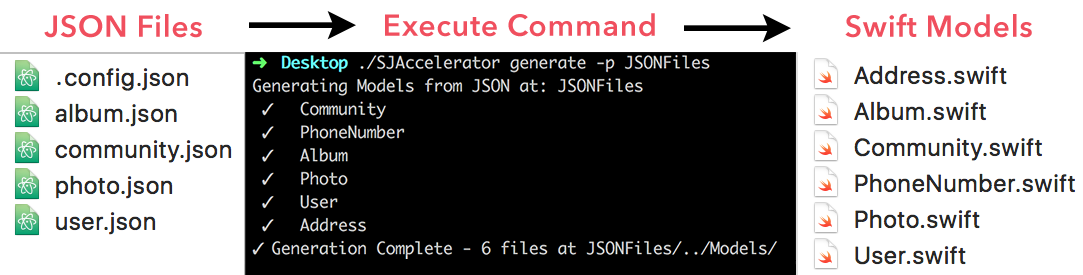 JSON Files
Execute Command
Swift Models
.config.json
album.json
community.json
photo.json
user.json
➜ Desktop ./SJAccelerator generate -p JSONFiles
Generating Models from JSON at: JSONFiles
✓ Community
✓ PhoneNumber
✓ Album
✓ Photo
✓ User
✓ Address
✓ Generation Complete - 6 files at JSONFiles/../Models/
Address.swift
Album.swift
Community.swift
PhoneNumber.swift
Photo.swift
User.swift